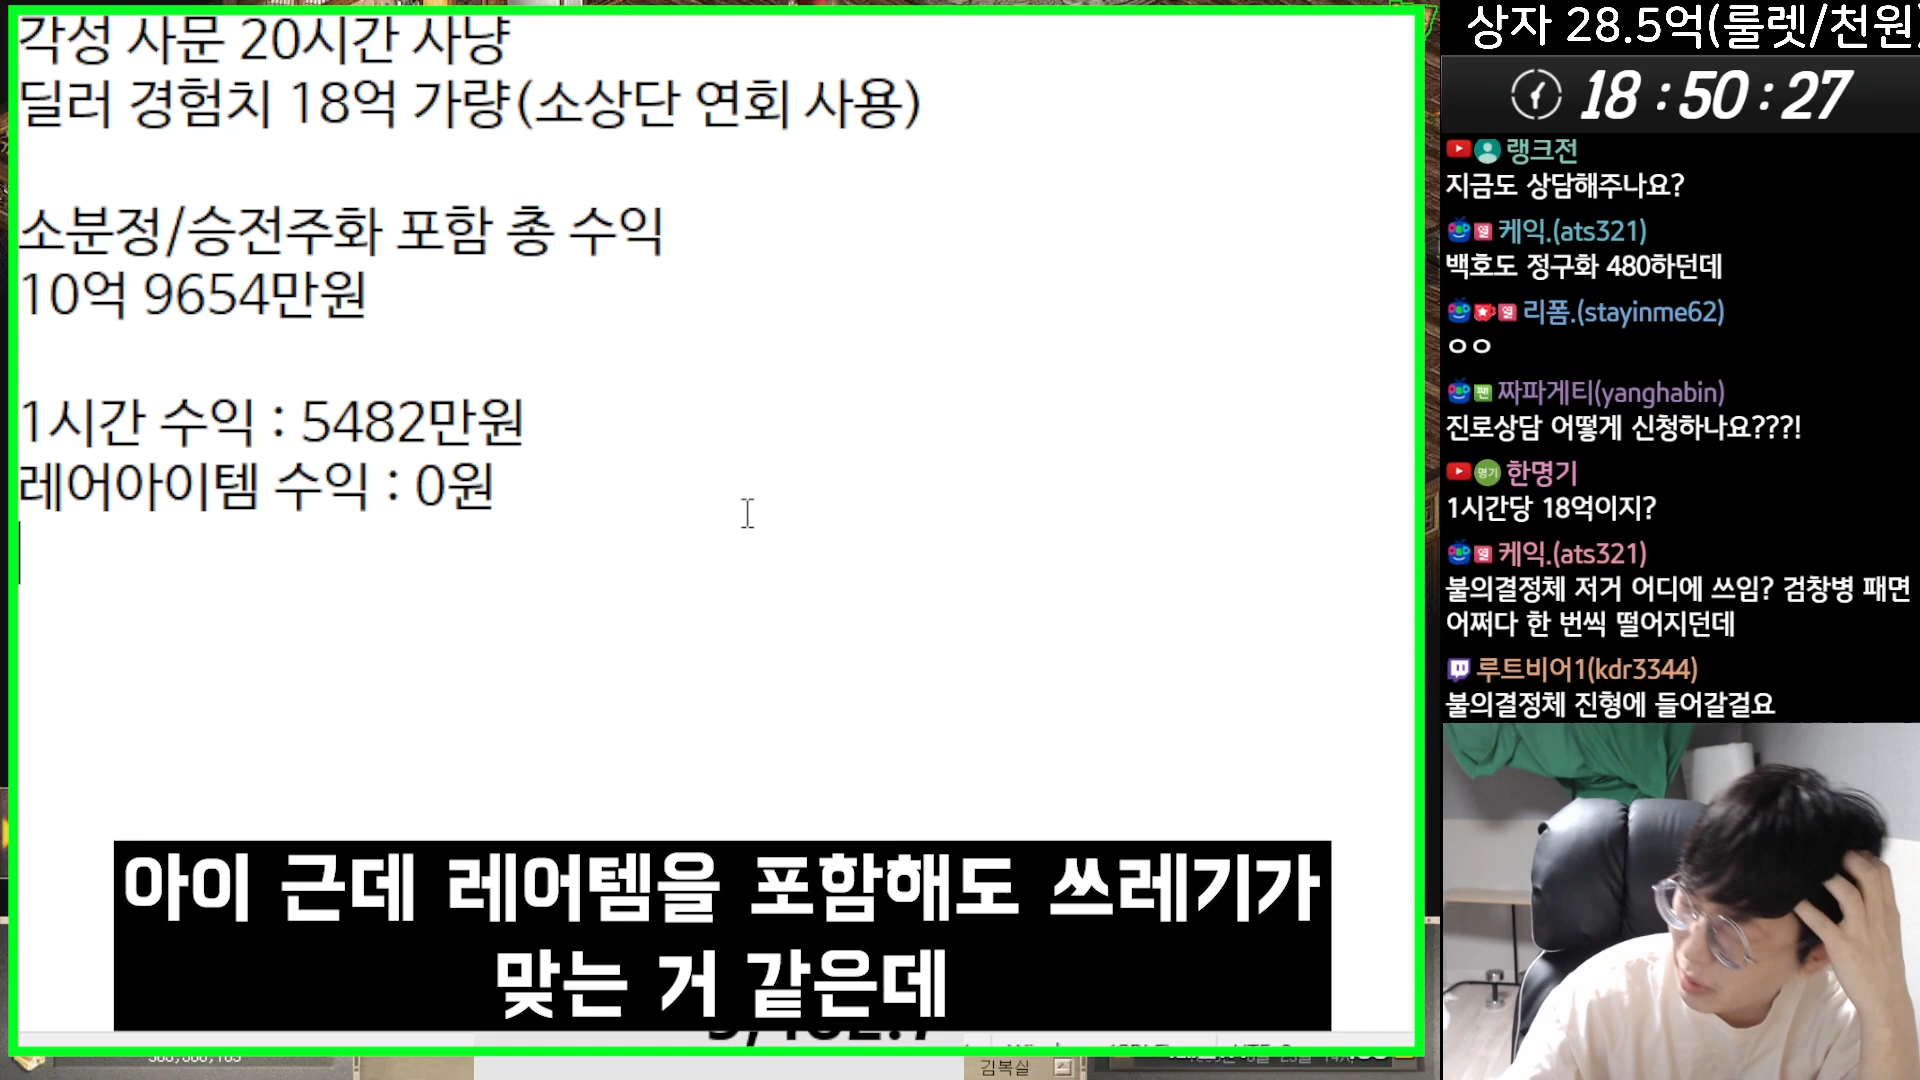 각성 사문 20시간 사냥
딜러 경험치 18억 가량(소상단 연회 사용)
소분정/승전주화 포함 총 수익
10억 9654만원
1시간 수익 : 5482만원
레어아이템 수익 : 0원
아이 근데 레어템을 포함해도 쓰레기가
맞는 거 같은데
김복실
상자 28.5억(룰렛/천원)
18:50:27
랭크전
지금도 상담해주나요?
열 케익.(ats321)
백호도 정구화 480하던데
열 리폼.(stayinme62)
ㅇㅇ
팬 짜파게티(yanghabin)
진로상담 어떻게 신청하나요???!
명기 한명기
1시간당 18억이지?
열 케익.(ats321)
불의결정체 저거 어디에 쓰임? 검창병 패면
어쩌다 한 번씩 떨어지던데
루트비어1(kdr3344)
불의결정체 진형에 들어갈걸요